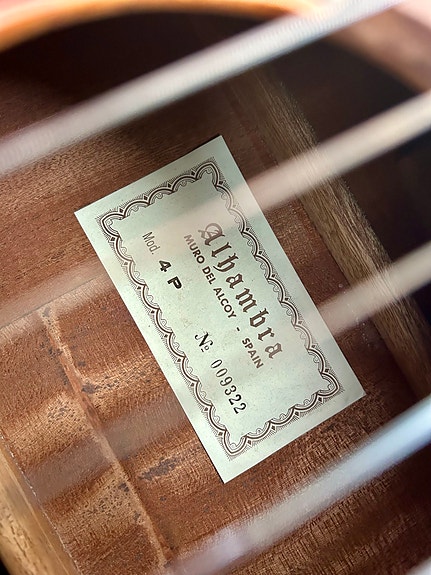 Alhambra
MURO DEL ALCOY - SPAIN
Mod. 4 P
No 009322